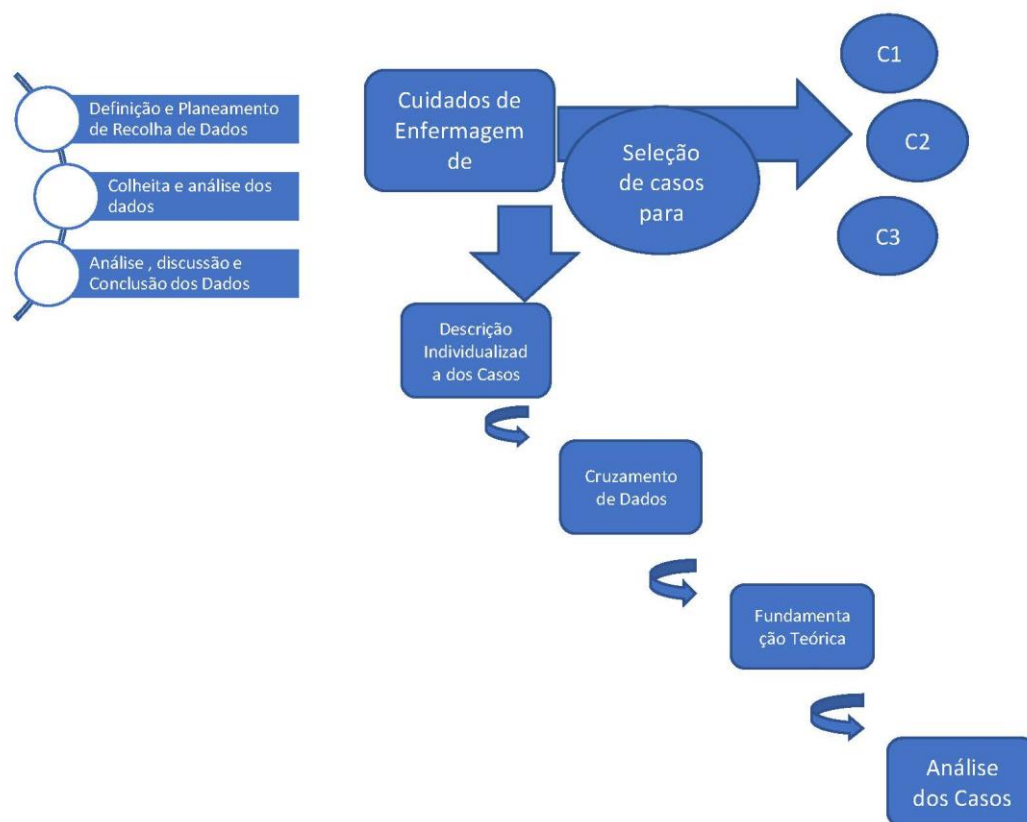 Definição e Planeamento
de Recolha de Dados
Colheita e análise dos
dados
Análise , discussão e
Conclusão dos Dados
Cuidados de
Enfermagem
de
Seleção
de casos
para
C1
C2
C3
Descrição
Individualizad
a dos Casos
Cruzamento
de Dados
Fundamenta
ção Teórica
Análise
dos Casos